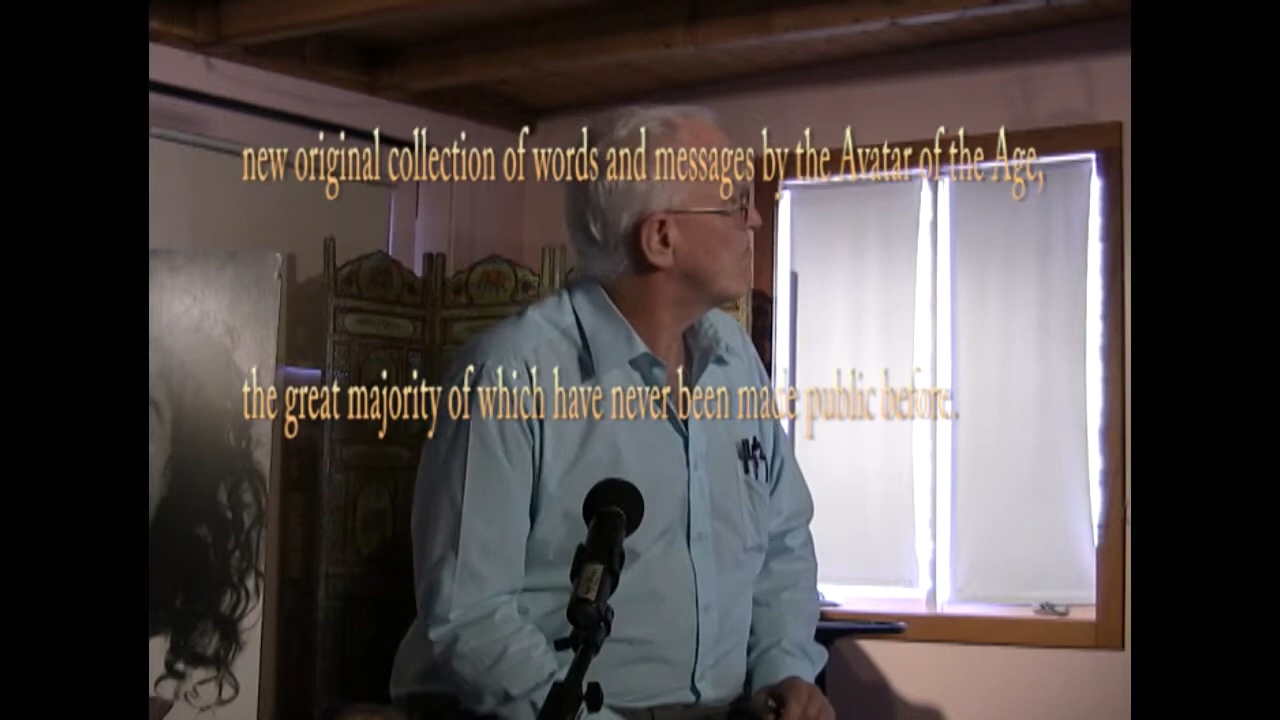 new original collection of words and messages by the Avatar of the Age,
the great majority of which have never been made public before.